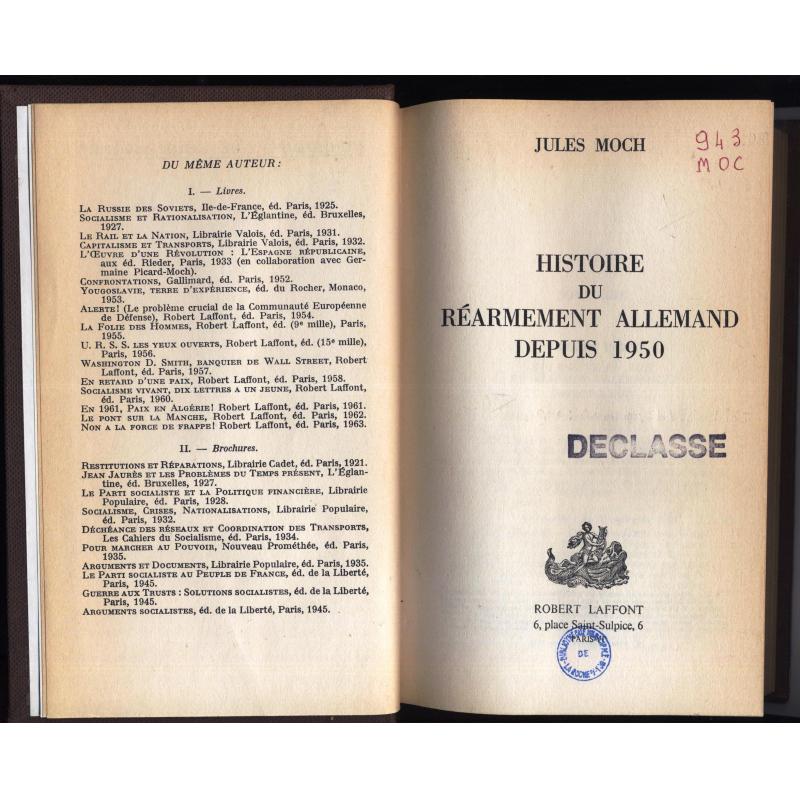 DU MÊME AUTEUR :
I. — Livres.
LA RUSSIE DES SOVIETS, Ile-de-France, éd. Paris, 1925.
SOCIALISME ET RATIONALISATION, L'Églantine, éd. Bruxelles,
1927.
LE RAIL ET LA NATION, Librairie Valois, éd. Paris, 1931.
CAPITALISME ET TRANSPORTS, Librairie Valois, éd. Paris, 1932.
L'ŒUVRE D'UNE RÉVOLUTION : L'ESPAGNE RÉPUBLICAINE,
aux éd. Rieder, Paris, 1933 (en collaboration avec Ger-
maine Picard-Moch).
CONFRONTATIONS, Gallimard, éd. Paris, 1952.
YOUGOSLAVIE, TERRE D'EXPÉRIENCE, éd. du Rocher, Monaco,
1953.
ALERTE! (Le problème crucial de la Communauté Européenne
de Défense), Robert Laffont, éd. Paris, 1954.
LA FOLIE DES HOMMES, Robert Laffont, éd. (9e mille), Paris,
1955.
U. R. S. S. LES YEUX OUVERTS, Robert Laffont, éd. (15e mille),
Paris, 1956.
WASHINGTON D. SMITH, BANQUIER DE WALL STREET, Robert
Laffont, éd. Paris, 1957.
EN RETARD D'UNE PAIX, Robert Laffont, éd. Paris, 1958.
SOCIALISME VIVANT, DIX LETTRES A UN JEUNE, Robert Laffont,
éd. Paris, 1960.
EN 1961, PAIX EN ALGÉRIE! Robert Laffont, éd. Paris, 1961.
LE PONT SUR LA MANCHE, Robert Laffont, éd. Paris, 1962.
NON A LA FORCE DE FRAPPE! Robert Laffont, éd. Paris, 1963.
II. — Brochures.
RESTITUTIONS ET RÉPARATIONS, Librairie Cadet, éd. Paris, 1921.
JEAN JAURÈS ET LES PROBLÈMES DU TEMPS PRÉSENT, L'Églan-
tine, éd. Bruxelles, 1927.
LE PARTI SOCIALISTE ET LA POLITIQUE FINANCIÈRE, Librairie
Populaire, éd. Paris, 1928.
SOCIALISME, CRISES, NATIONALISATIONS, Librairie Populaire,
éd. Paris, 1932.
DÉCHÉANCE DES RÉSEAUX ET COORDINATION DES TRANSPORTS,
Les Cahiers du Socialisme, éd. Paris, 1934.
POUR MARCHER AU POUVOIR, Nouveau Prométhée, éd. Paris,
1935.
ARGUMENTS ET DOCUMENTS, Librairie Populaire, éd. Paris, 1935.
LE PARTI SOCIALISTE AU PEUPLE DE FRANCE, éd. de la Liberté,
Paris, 1945.
GUERRE AUX TRUSTS : SOLUTIONS SOCIALISTES, éd. de la Liberté,
Paris, 1945.
ARGUMENTS SOCIALISTES, éd. de la Liberté, Paris, 1945.
JULES MOCH
943
MOC
HISTOIRE
DU
RÉARMEMENT ALLEMAND
DEPUIS 1950
DECLASSE
ROBERT LAFFONT
6, place Saint-Sulpice, 6
PARIS
DE